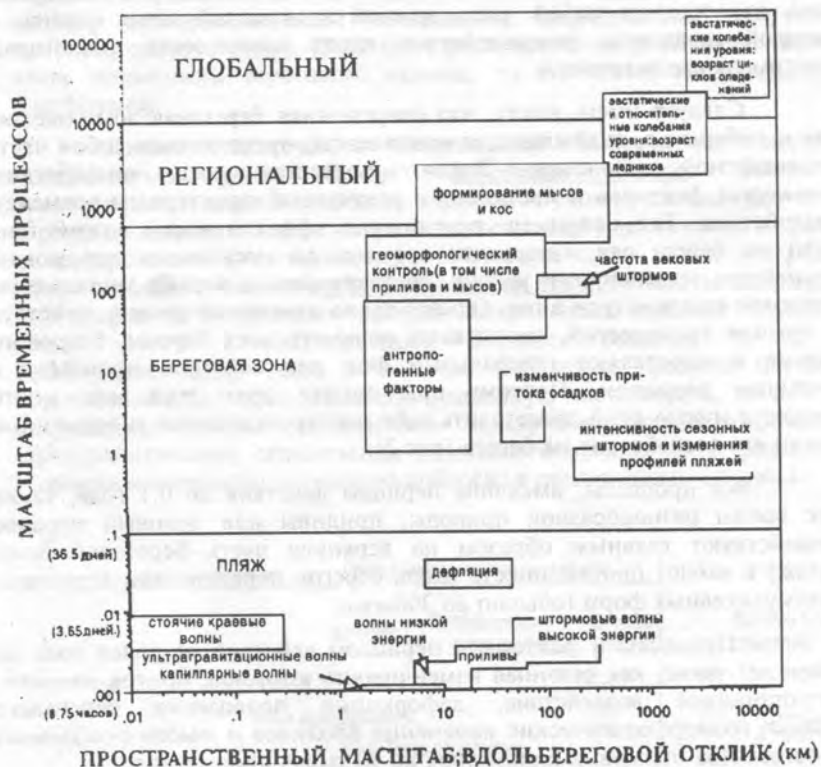 100000
эвстатичес-
кие колеба-
ния уровня:
возраст ци-
клов оледе-
нений
ГЛОБАЛЬНЫЙ
эвстатические
и относитель-
ные колебания
уровня:возраст
современных
ледников
10000
РЕГИОНАЛЬНЫЙ
формирование мысов
и кос
1000
геоморфологический
контроль(в том числе
приливов и мысов)
частота вековых
штормов
100
БЕРЕГОВАЯ ЗОНА
антропо-
генные
факторы
изменчивость при-
тока осадков
10
интенсивность сезонных
штормов и изменения
профилей пляжей
1
.1
(36 5 дней)
ПЛЯЖ
дефляция
.01
(3,65 дней.)
стоячие краевые
волны
волны низкой
энергии
штормовые волны
высокой энергии
ультрагравитационные волны
капиллярные волны
приливы
.001
(8.75 часов)
.01 .1 1 10 100 1000 10000
МАСШТАБ ВРЕМЕННЫХ ПРОЦЕССОВ
ПРОСТРАНСТВЕННЫЙ МАСШТАБ;ВДОЛЬБЕРЕГОВОЙ ОТКЛИК (км)